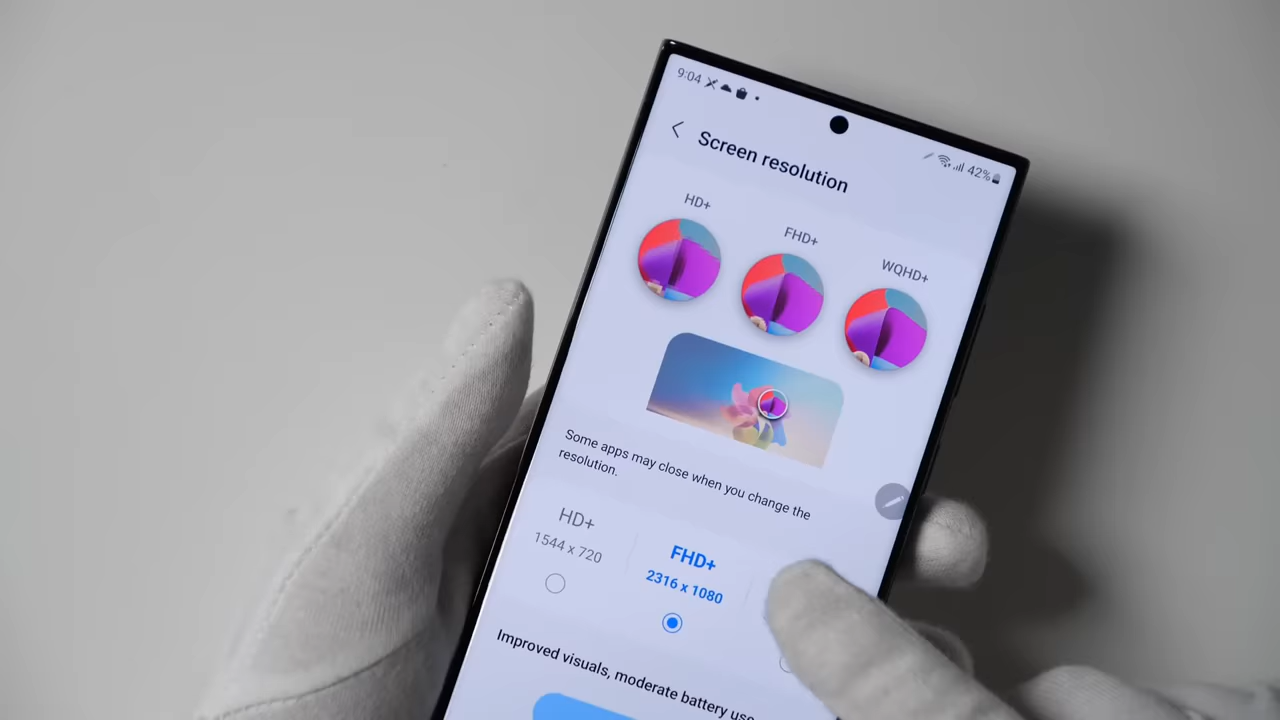 9:04
42%
Screen resolution
HD+
FHD+
WQHD+
Some apps may close when you change the
resolution.
HD+
FHD+
1544 x 720
2316 x 1080
Improved visuals, moderate battery use